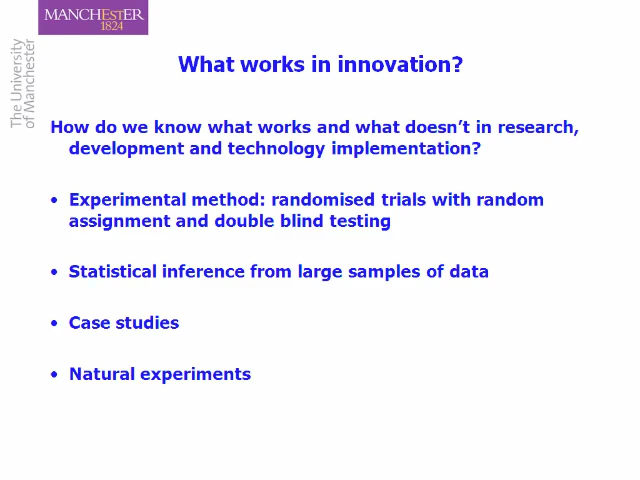 MANCHESTER
1824
The University
of Manchester
What works in innovation?
How do we know what works and what doesn't in research,
development and technology implementation?
• Experimental method: randomised trials with random
assignment and double blind testing
• Statistical inference from large samples of data
• Case studies
• Natural experiments